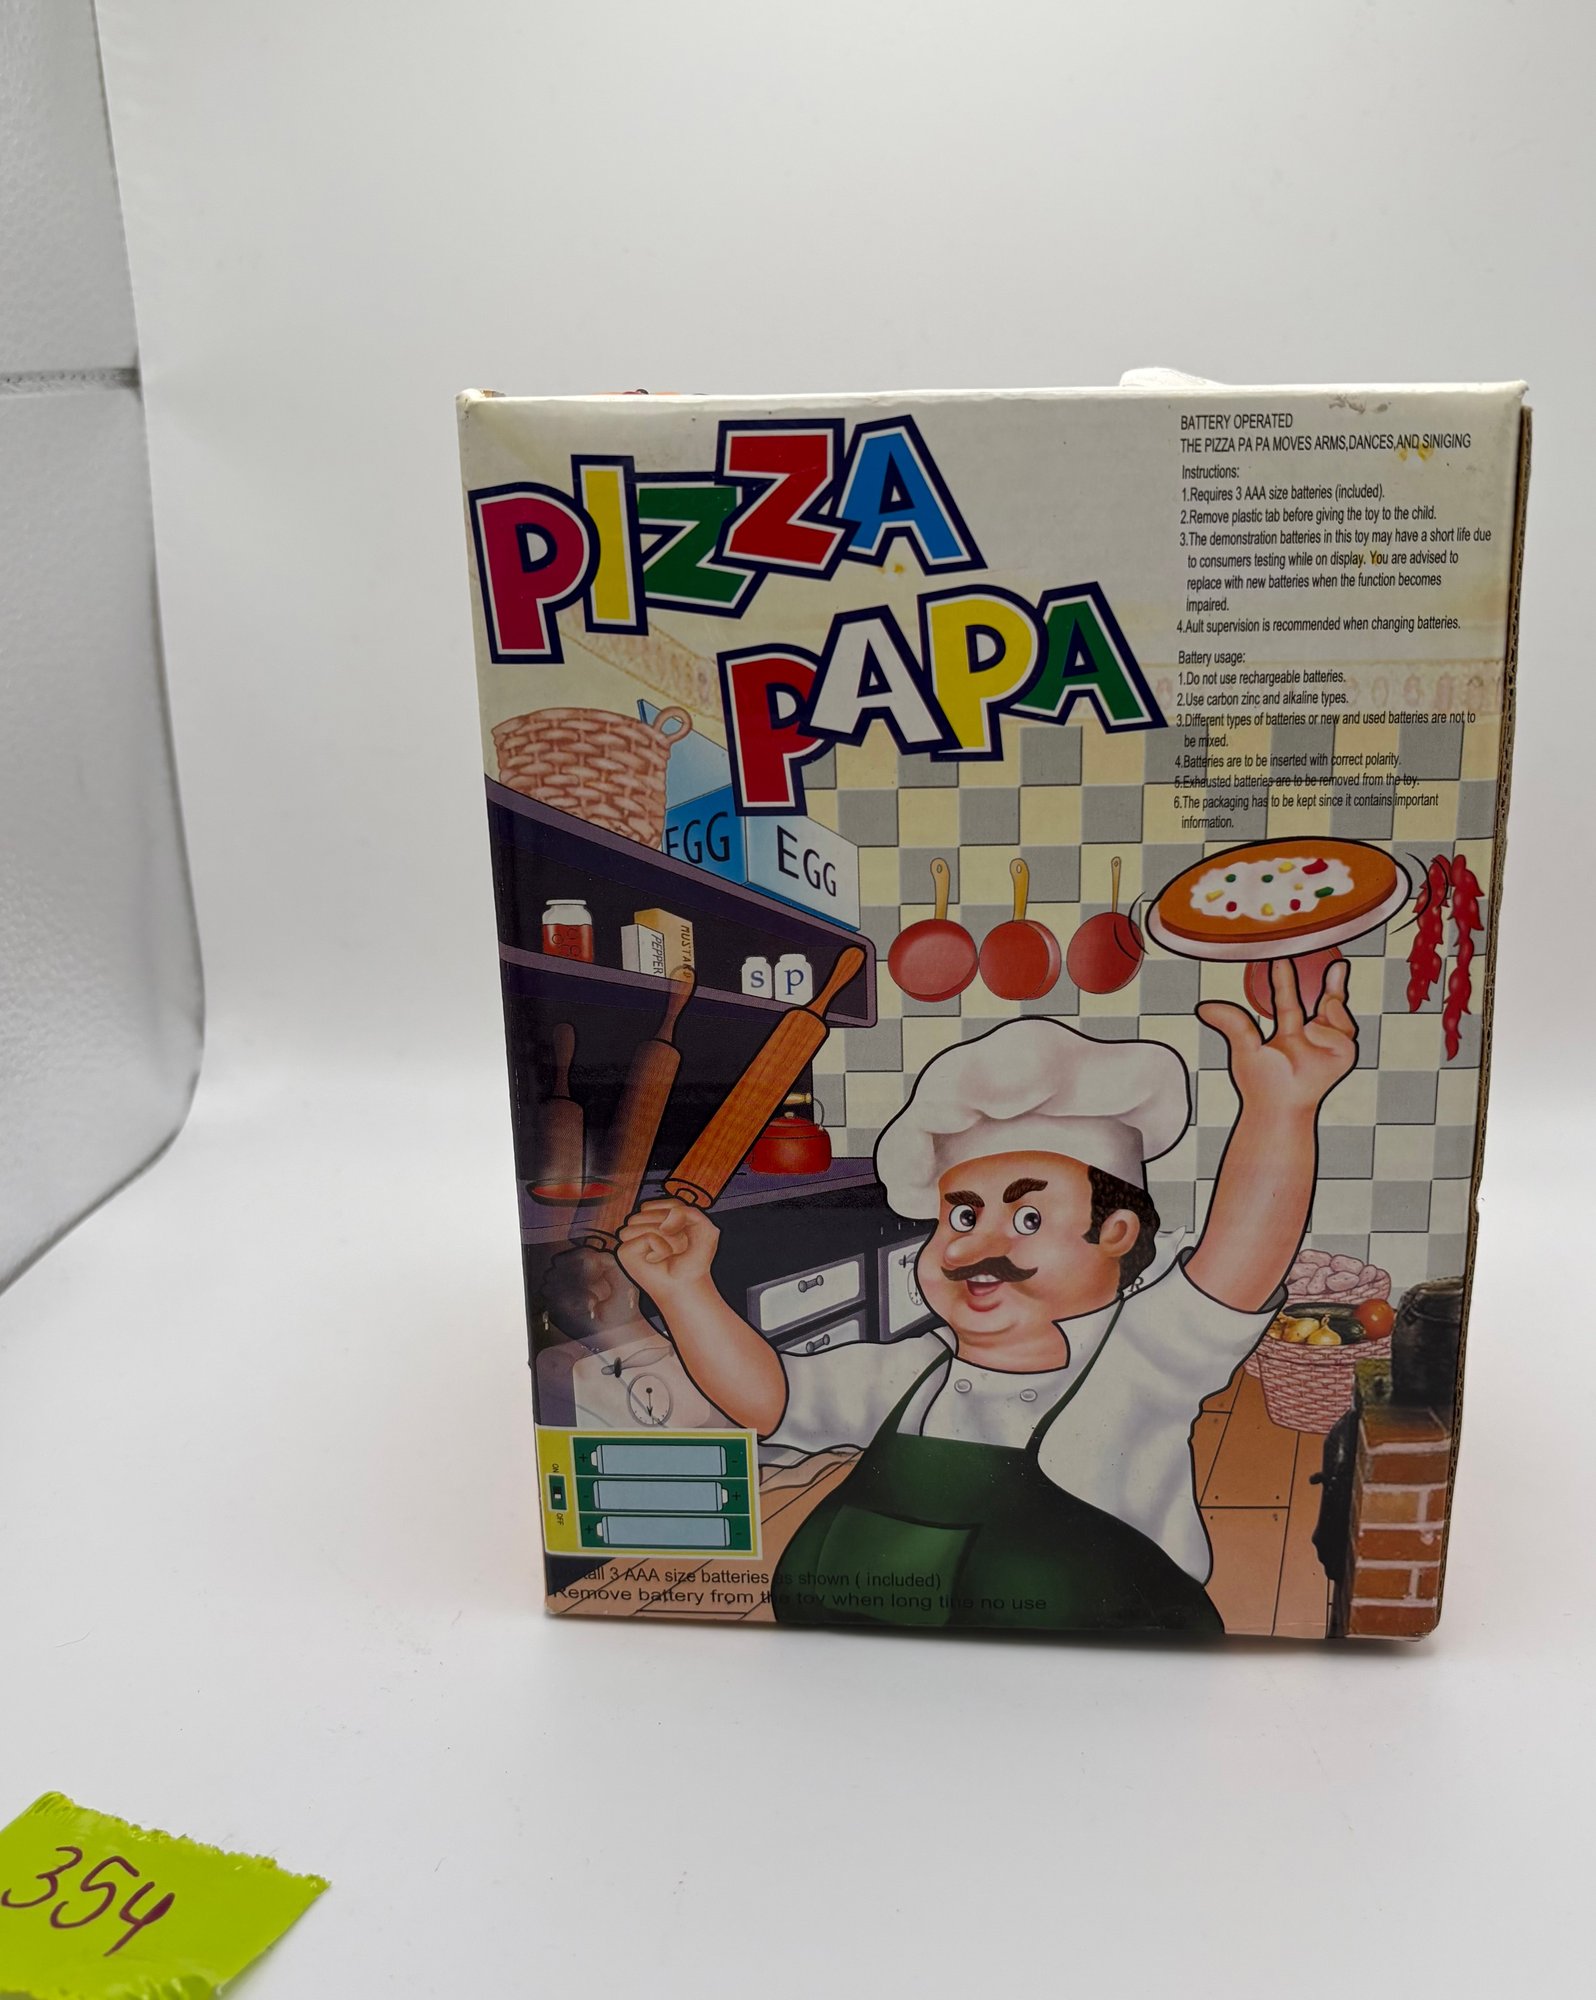 PIZZA
PAPA
BATTERY OPERATED
THE PIZZA PA PA MOVES ARMS,DANCES,AND SINIGING
Instructions:
1.Requires 3 AAA size batteries (included).
2.Remove plastic tab before giving the toy to the child.
3.The demonstration batteries in this toy may have a short life due
to consumers testing while on display. You are advised to
replace with new batteries when the function becomes
impaired.
4.Ault supervision is recommended when changing batteries.
Battery usage:
1.Do not use rechargeable batteries.
2.Use carbon zinc and alkaline types.
3.Different types of batteries or new and used batteries are not to
be mixed.
4.Batteries are to be inserted with correct polarity.
5.Exhausted batteries are to be removed from the toy.
6.The packaging has to be kept since it contains important
information.
EGG
EGG
MUSTARD
PEPPER
s p
ON
OFF
+ -
- +
+ -
3 AAA size batteries as shown ( included)
Remove battery from the toy when long time no use
354